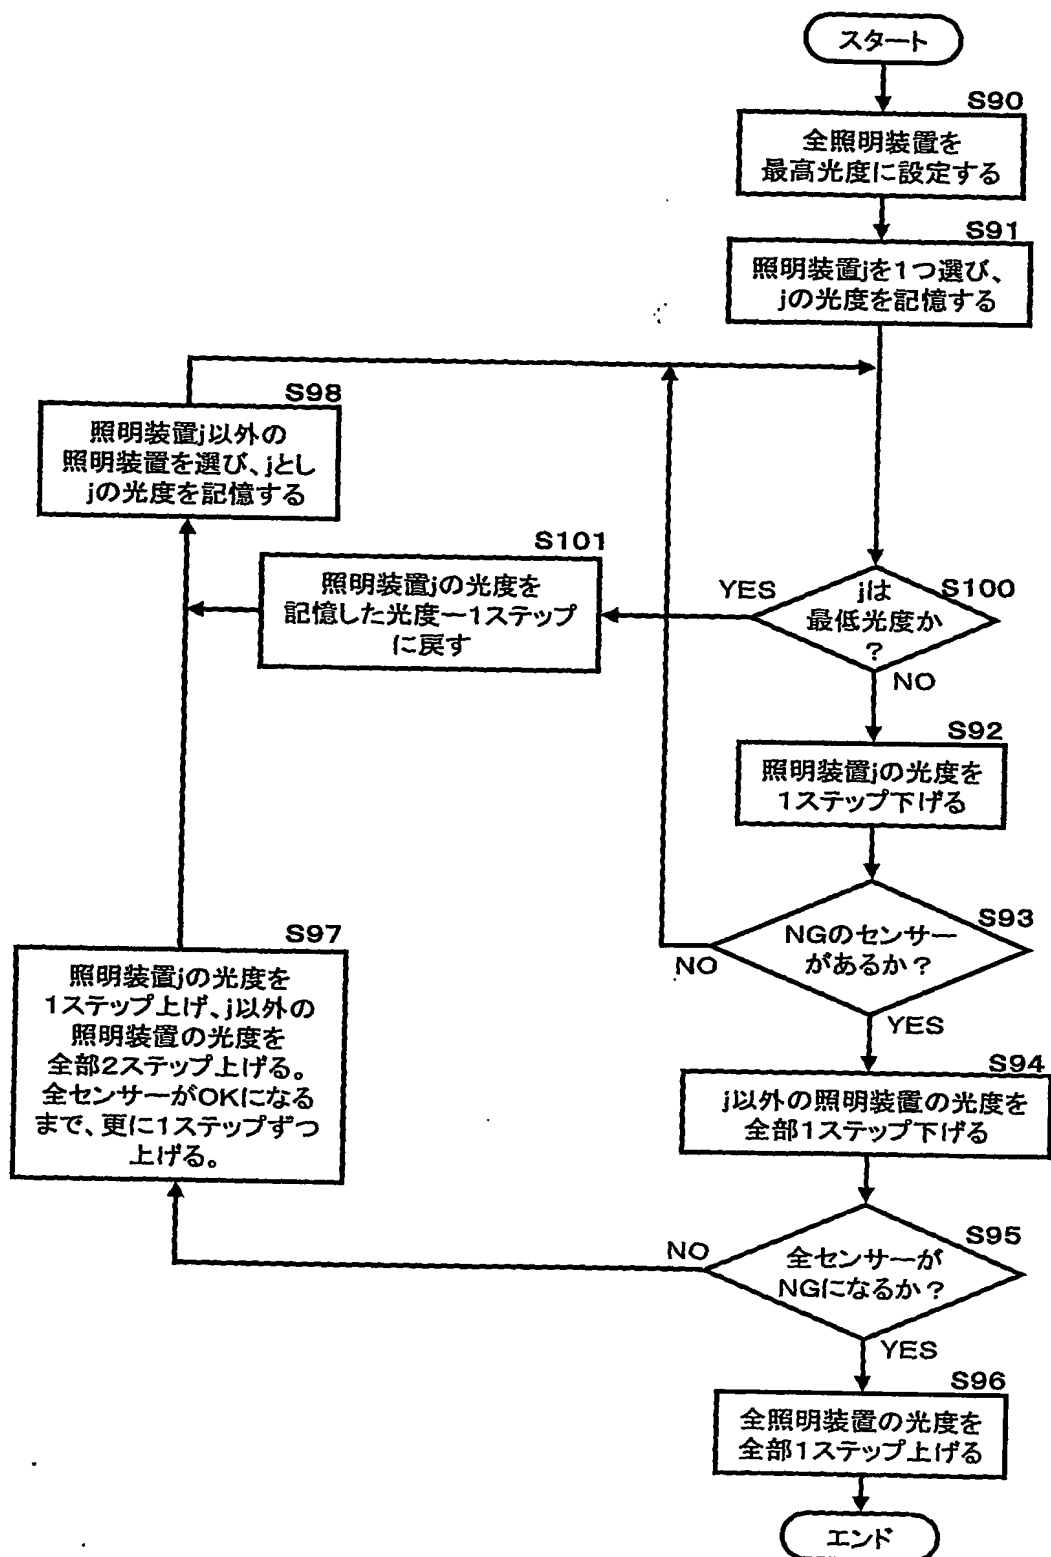 スタート
S90
全照明装置を
最高光度に設定する
S91
照明装置jを1つ選び、
jの光度を記憶する
S98
照明装置j以外の
照明装置を選び、jとし
jの光度を記憶する
S101
照明装置jの光度を
記憶した光度ー1ステップ
に戻す
YES
S100
jは
最低光度か
？
NO
S92
照明装置jの光度を
1ステップ下げる
S93
NGのセンサー
があるか？
NO
YES
S97
照明装置jの光度を
1ステップ上げ、j以外の
照明装置の光度を
全部2ステップ上げる。
全センサーがOKになる
まで、更に1ステップずつ
上げる。
S94
j以外の照明装置の光度を
全部1ステップ下げる
S95
全センサーが
NGになるか？
NO
YES
S96
全照明装置の光度を
全部1ステップ上げる
エンド